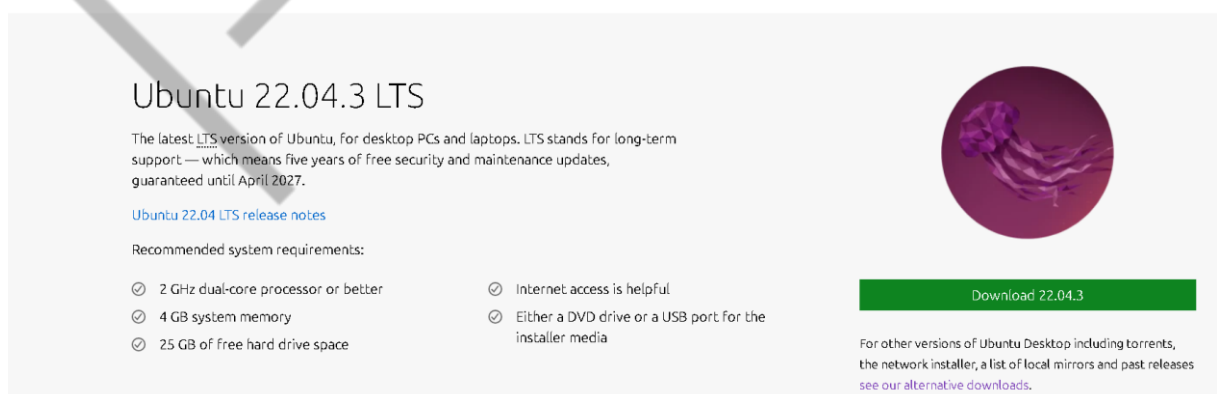 Ubuntu 22.04.3 LTS
The latest LTS version of Ubuntu, for desktop PCs and laptops. LTS stands for long-term
support — which means five years of free security and maintenance updates,
guaranteed until April 2027.
Ubuntu 22.04 LTS release notes
Recommended system requirements:
2 GHz dual-core processor or better
4 GB system memory
25 GB of free hard drive space
Internet access is helpful
Either a DVD drive or a USB port for the
installer media
Download 22.04.3
For other versions of Ubuntu Desktop including torrents,
the network installer, a list of local mirrors and past releases
see our alternative downloads.